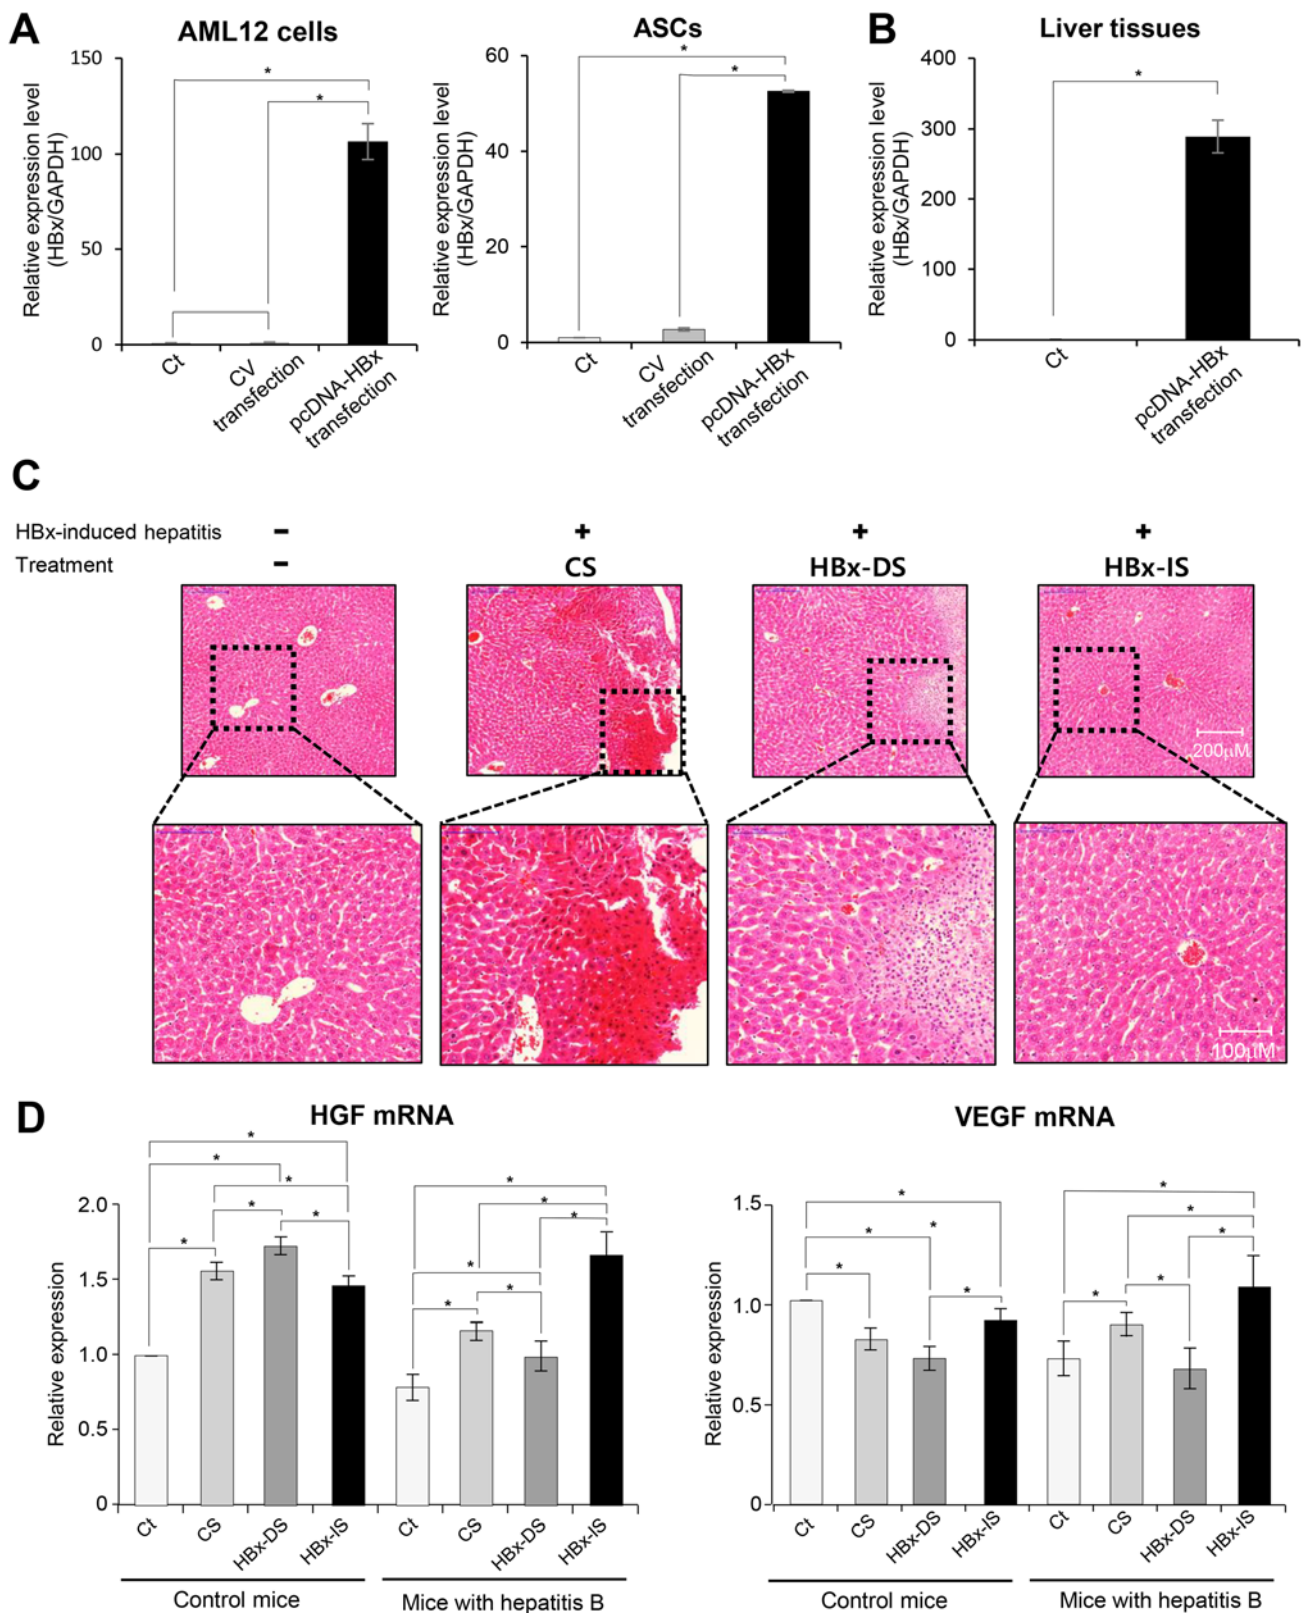 A
AML12 cells
ASCs
B
Liver tissues
Relative expression level
(HBx/GAPDH)
150
100
50
0
Ct
CV
transfection
pcDNA-HBx
transfection
*
*
Relative expression level
(HBx/GAPDH)
60
40
20
0
Ct
CV
transfection
pcDNA-HBx
transfection
*
*
Relative expression level
(HBx/GAPDH)
400
300
200
100
0
Ct
pcDNA-HBx
transfection
*
C
HBx-induced hepatitis - + + +
Treatment - CS HBx-DS HBx-IS
200µM
100µM
D
HGF mRNA
Relative expression
2.0
1.5
1.0
0.5
0
* * * * * *
* * * * * *
Ct CS HBx-DS HBx-IS Ct CS HBx-DS HBx-IS
Control mice Mice with hepatitis B
VEGF mRNA
Relative expression
1.5
1.0
0.5
0
* * * * *
* * * * *
Ct CS HBx-DS HBx-IS Ct CS HBx-DS HBx-IS
Control mice Mice with hepatitis B